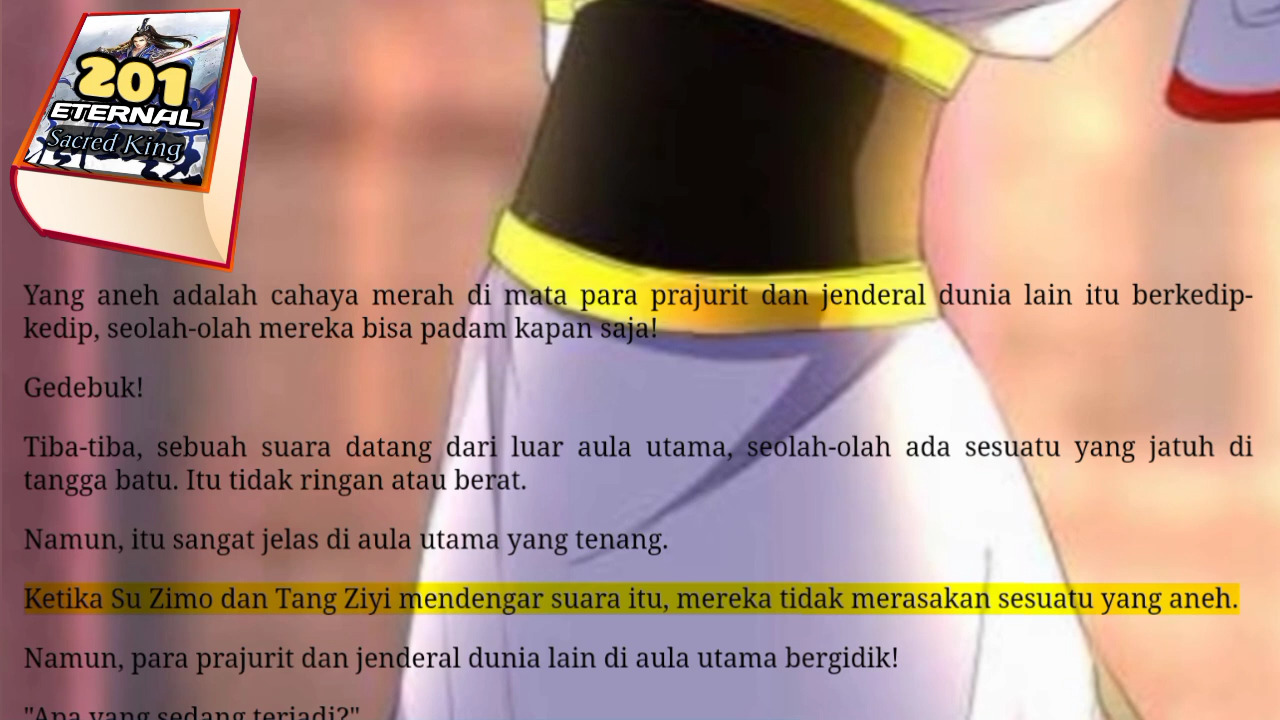 201
ETERNAL
Sacred King
Yang aneh adalah cahaya merah di mata para prajurit dan jenderal dunia lain itu berkedip-
kedip, seolah-olah mereka bisa padam kapan saja!
Gedebuk!
Tiba-tiba, sebuah suara datang dari luar aula utama, seolah-olah ada sesuatu yang jatuh di
tangga batu. Itu tidak ringan atau berat.
Namun, itu sangat jelas di aula utama yang tenang.
Ketika Su Zimo dan Tang Ziyi mendengar suara itu, mereka tidak merasakan sesuatu yang aneh.
Namun, para prajurit dan jenderal dunia lain di aula utama bergidik!
"Apa yang sedang terjadi?"